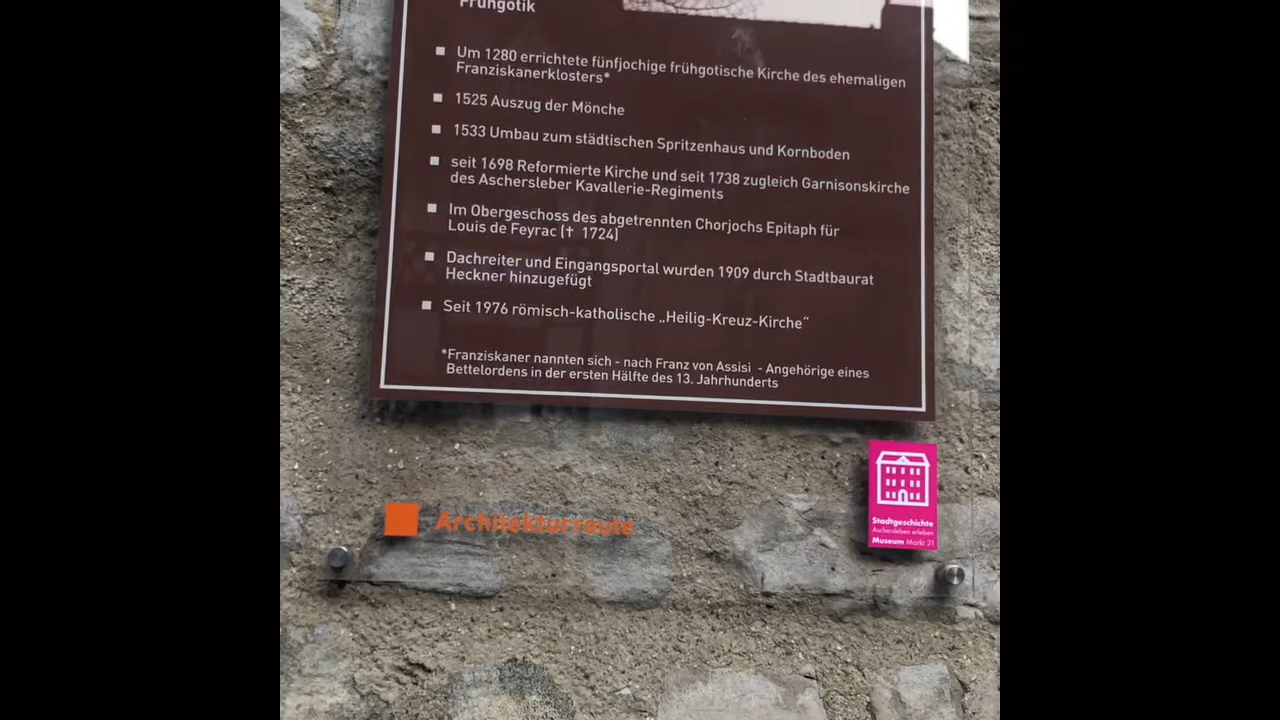 Frühgotik
▪ Um 1280 errichtete fünfjochige frühgotische Kirche des ehemaligen
Franziskanerklosters*
▪ 1525 Auszug der Mönche
▪ 1533 Umbau zum städtischen Spritzenhaus und Kornboden
▪ seit 1698 Reformierte Kirche und seit 1738 zugleich Garnisonskirche
des Aschersleber Kavallerie-Regiments
▪ Im Obergeschoss des abgetrennten Chorjochs Epitaph für
Louis de Feyrac († 1724)
▪ Dachreiter und Eingangsportal wurden 1909 durch Stadtbaurat
Heckner hinzugefügt
▪ Seit 1976 römisch-katholische „Heilig-Kreuz-Kirche“
*Franziskaner nannten sich - nach Franz von Assisi - Angehörige eines
Bettelordens in der ersten Hälfte des 13. Jahrhunderts
Architekturroute
Stadtgeschichte
Aschersleben erleben
Museum Markt 21